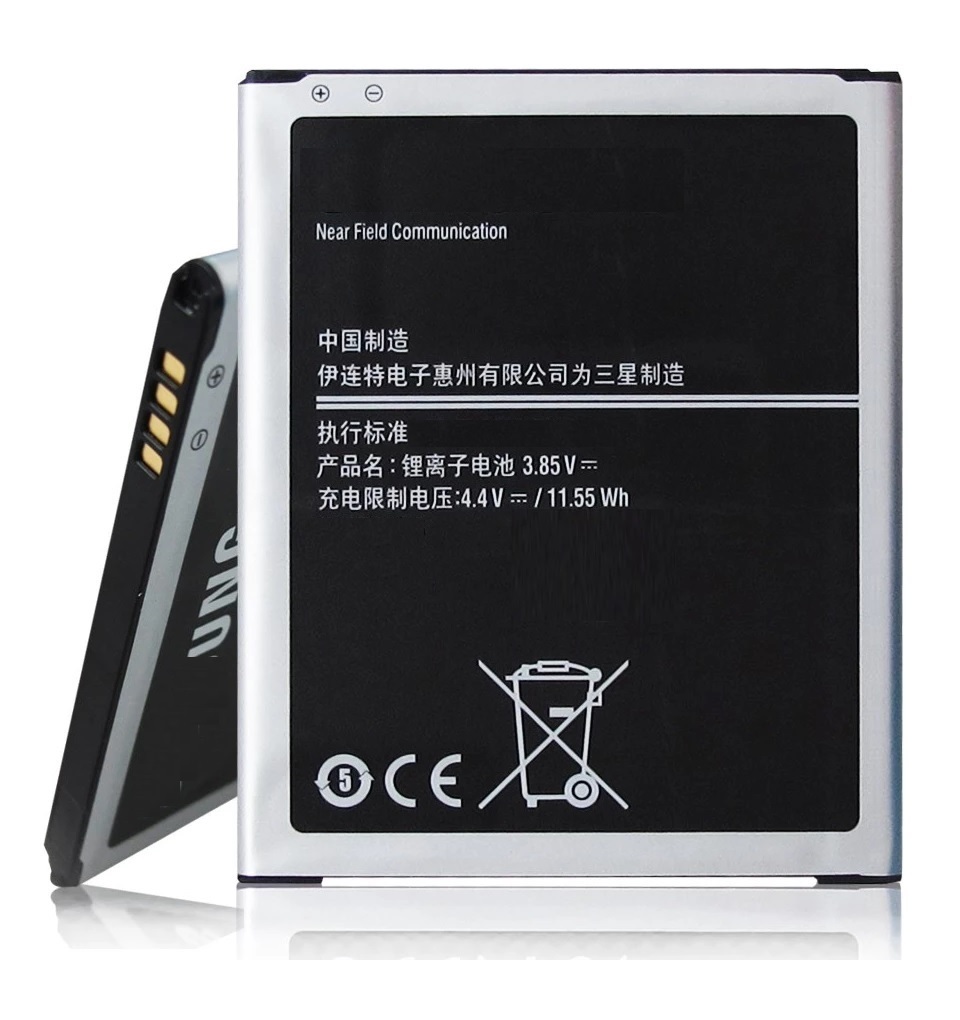 Near Field Communication
中国制造
伊连特电子惠州有限公司为三星制造
执行标准
产品名：锂离子电池 3.85 V ⎓
充电限制电压:4.4 V ⎓ / 11.55 Wh
5 CE
UNG